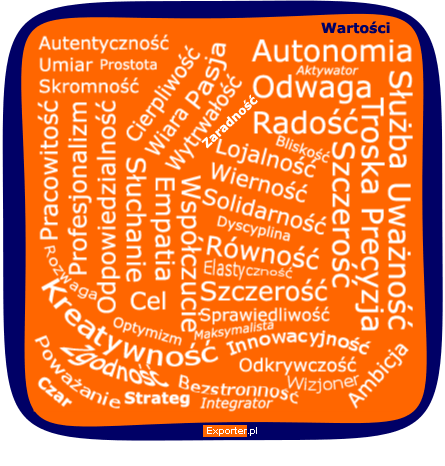 Wartości
Autentyczność
Umiar Prostota
Skromność
Cierpliwość
Wiara Pasja
Wytrwałość
Zaradność
Autonomia
Aktywator
Odwaga
Radość
Bliskość
Lojalność
Wierność
Solidarność
Dyscyplina
Równość
Elastyczność
Szczerość
Sprawiedliwość
Służba Uważność
Troska Precyzja
Szczerość
Pracowitość
Profesjonalizm
Odpowiedzialność
Słuchanie
Empatia
Współczucie
Cel
Rozwaga
Kreatywność
Optymizm
Maksymalista
Innowacyjność
Zgodność
Poważanie
Czar
Strateg
Bezstronność
Integrator
Odkrywczość
Wizjoner
Ambicja
Exporter.pl